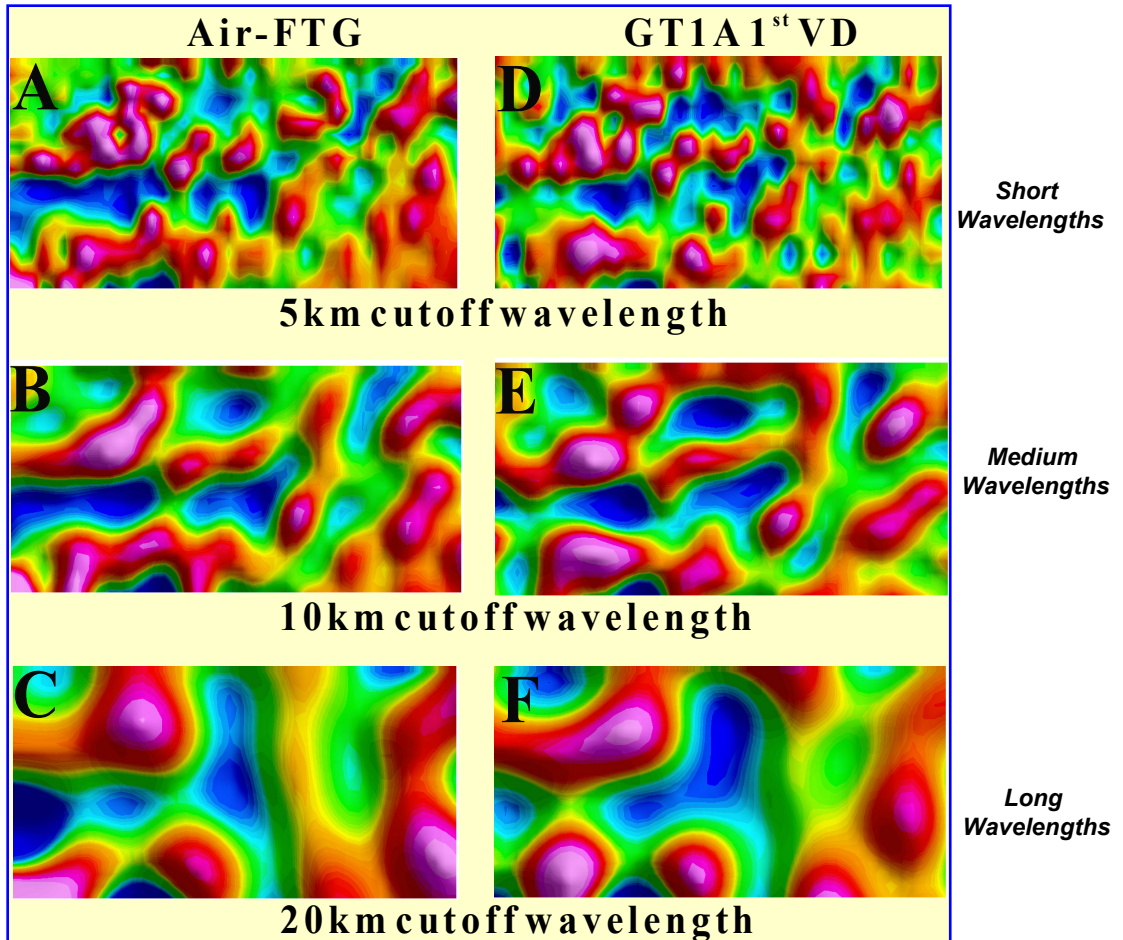 Air-FTG
GT1A 1st VD
A
D
Short
Wavelengths
5km cutoff wavelength
B
E
Medium
Wavelengths
10km cutoff wavelength
C
F
Long
Wavelengths
20km cutoff wavelength